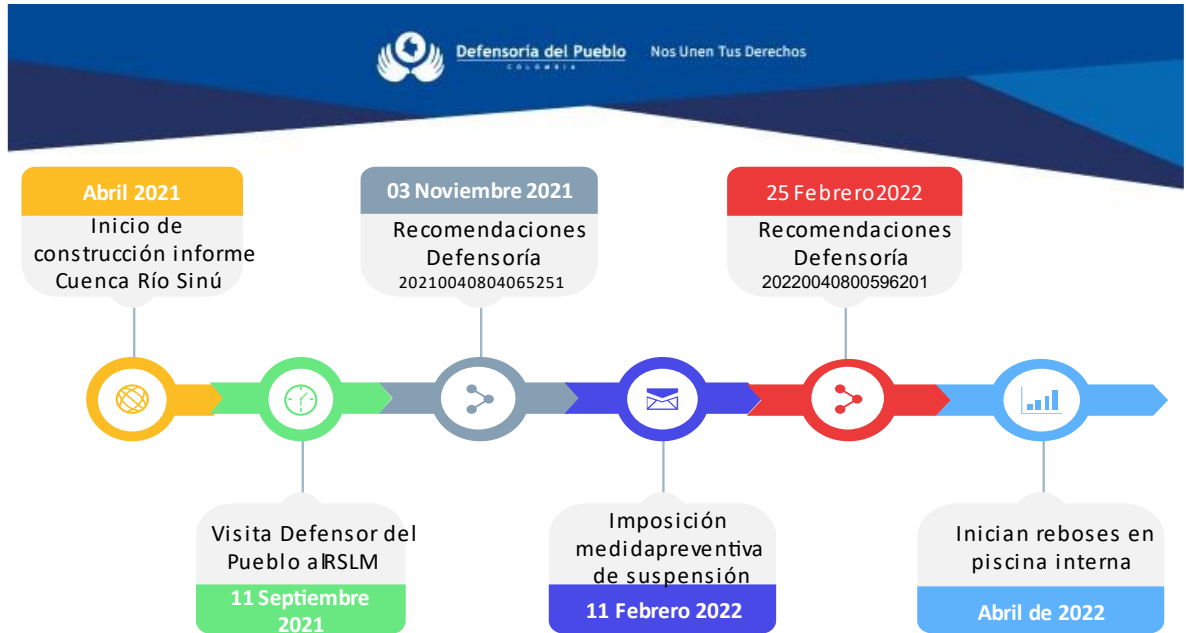 Defensoría del Pueblo
COLOMBIA
Nos Unen Tus Derechos
Abril 2021
Inicio de
construcción informe
Cuenca Río Sinú
03 Noviembre 2021
Recomendaciones
Defensoría
20210040804065251
25 Febrero2022
Recomendaciones
Defensoría
20220040800596201
Visita Defensor del
Pueblo alRSLM
11 Septiembre
2021
Imposición
medidapreventiva
de suspensión
11 Febrero 2022
Inician reboses en
piscina interna
Abril de 2022